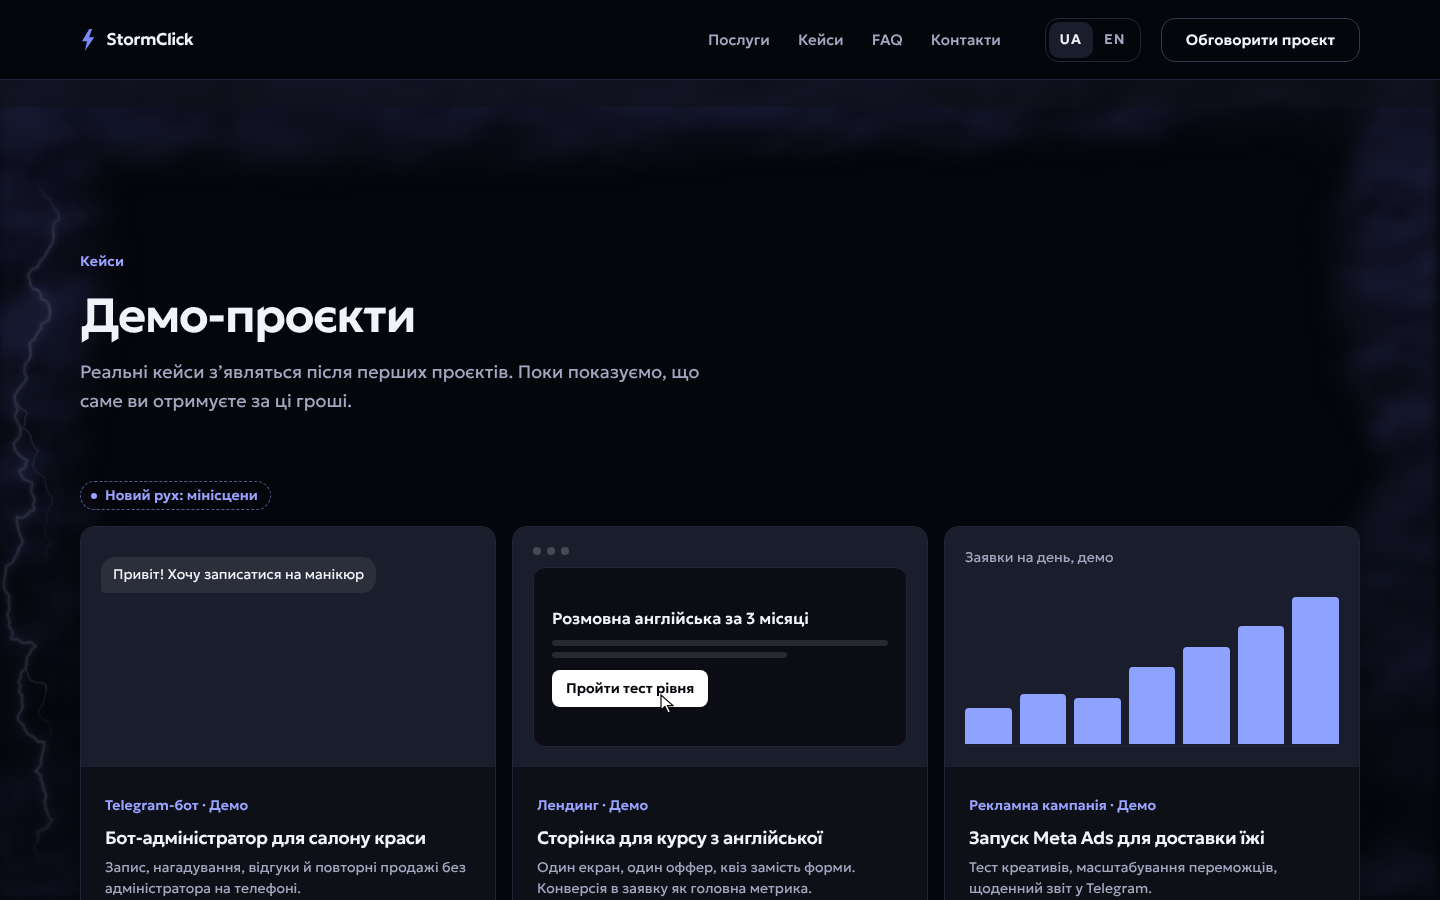 StormClick
Послуги
Кейси
FAQ
Контакти
UA
EN
Обговорити проєкт
Кейси
Демо-проєкти
Реальні кейси з’являться після перших проєктів. Поки показуємо, що
саме ви отримуєте за ці гроші.
Новий рух: мінісцени
Привіт! Хочу записатися на манікюр
Telegram-бот · Демо
Бот-адміністратор для салону краси
Запис, нагадування, відгуки й повторні продажі без
адміністратора на телефоні.
Розмовна англійська за 3 місяці
Пройти тест рівня
Лендинг · Демо
Сторінка для курсу з англійської
Один екран, один оффер, квіз замість форми.
Конверсія в заявку як головна метрика.
Заявки на день, демо
Рекламна кампанія · Демо
Запуск Meta Ads для доставки їжі
Тест креативів, масштабування переможців,
щоденний звіт у Telegram.